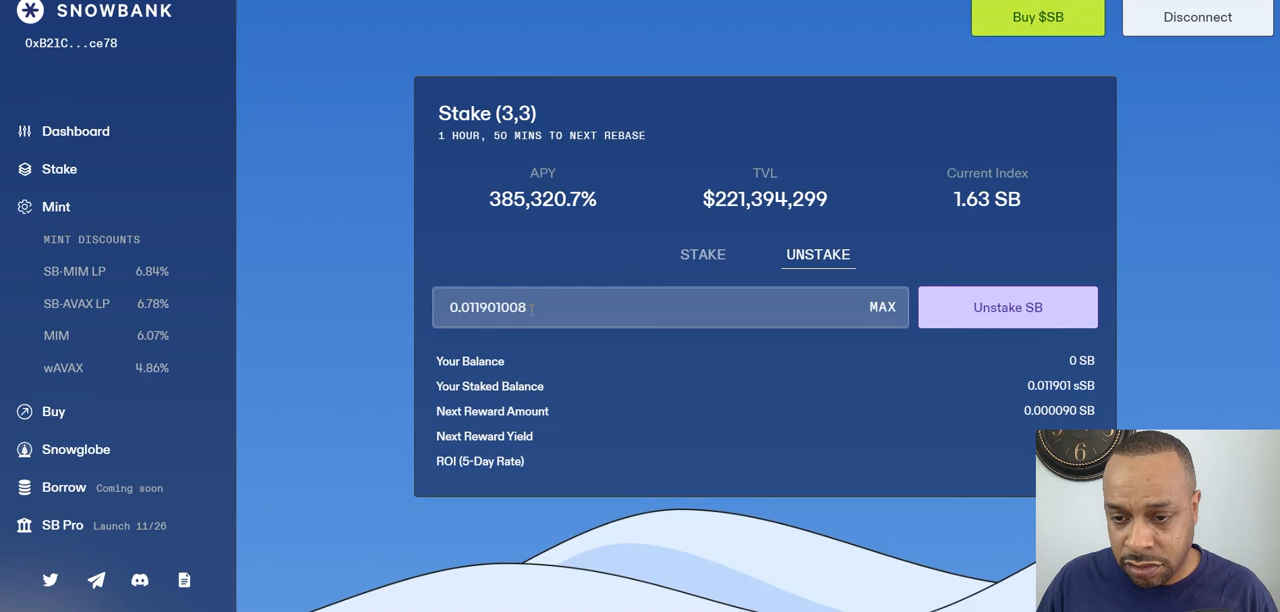 SNOWBANK
0xB21C...ce78
Buy $SB
Disconnect
Dashboard
Stake
Mint
MINT DISCOUNTS
SB-MIM LP 6.84%
SB-AVAX LP 6.78%
MIM 6.07%
wAVAX 4.86%
Buy
Snowglobe
Borrow Coming soon
SB Pro Launch 11/26
Stake (3,3)
1 HOUR, 50 MINS TO NEXT REBASE
APY TVL Current Index
385,320.7% $221,394,299 1.63 SB
STAKE UNSTAKE
0.011901008 MAX Unstake SB
Your Balance 0 SB
Your Staked Balance 0.011901 sSB
Next Reward Amount 0.000090 SB
Next Reward Yield
ROI (5-Day Rate)
6